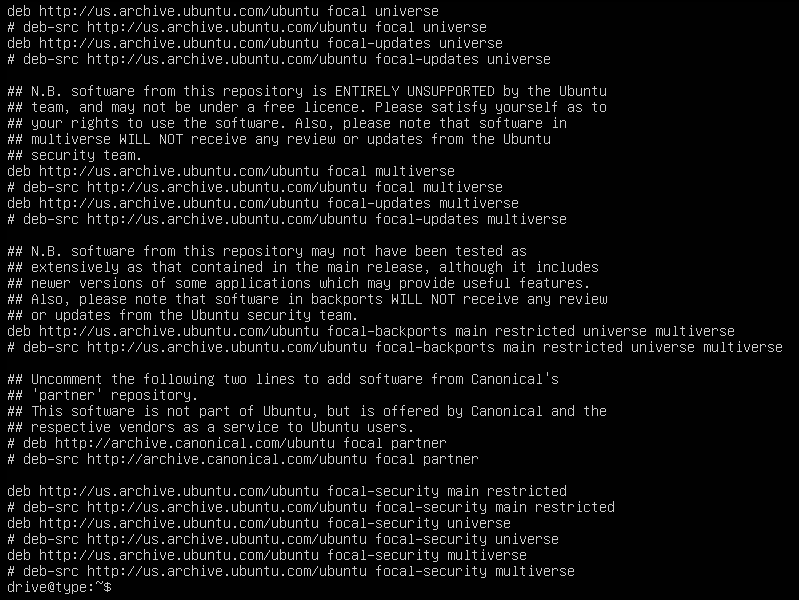 deb http://us.archive.ubuntu.com/ubuntu focal universe
# deb-src http://us.archive.ubuntu.com/ubuntu focal universe
deb http://us.archive.ubuntu.com/ubuntu focal-updates universe
# deb-src http://us.archive.ubuntu.com/ubuntu focal-updates universe

## N.B. software from this repository is ENTIRELY UNSUPPORTED by the Ubuntu
## team, and may not be under a free licence. Please satisfy yourself as to
## your rights to use the software. Also, please note that software in
## multiverse WILL NOT receive any review or updates from the Ubuntu
## security team.
deb http://us.archive.ubuntu.com/ubuntu focal multiverse
# deb-src http://us.archive.ubuntu.com/ubuntu focal multiverse
deb http://us.archive.ubuntu.com/ubuntu focal-updates multiverse
# deb-src http://us.archive.ubuntu.com/ubuntu focal-updates multiverse

## N.B. software from this repository may not have been tested as
## extensively as that contained in the main release, although it includes
## newer versions of some applications which may provide useful features.
## Also, please note that software in backports WILL NOT receive any review
## or updates from the Ubuntu security team.
deb http://us.archive.ubuntu.com/ubuntu focal-backports main restricted universe multiverse
# deb-src http://us.archive.ubuntu.com/ubuntu focal-backports main restricted universe multiverse

## Uncomment the following two lines to add software from Canonical's
## 'partner' repository.
## This software is not part of Ubuntu, but is offered by Canonical and the
## respective vendors as a service to Ubuntu users.
# deb http://archive.canonical.com/ubuntu focal partner
# deb-src http://archive.canonical.com/ubuntu focal partner

deb http://us.archive.ubuntu.com/ubuntu focal-security main restricted
# deb-src http://us.archive.ubuntu.com/ubuntu focal-security main restricted
deb http://us.archive.ubuntu.com/ubuntu focal-security universe
# deb-src http://us.archive.ubuntu.com/ubuntu focal-security universe
deb http://us.archive.ubuntu.com/ubuntu focal-security multiverse
# deb-src http://us.archive.ubuntu.com/ubuntu focal-security multiverse
drive@type:~$